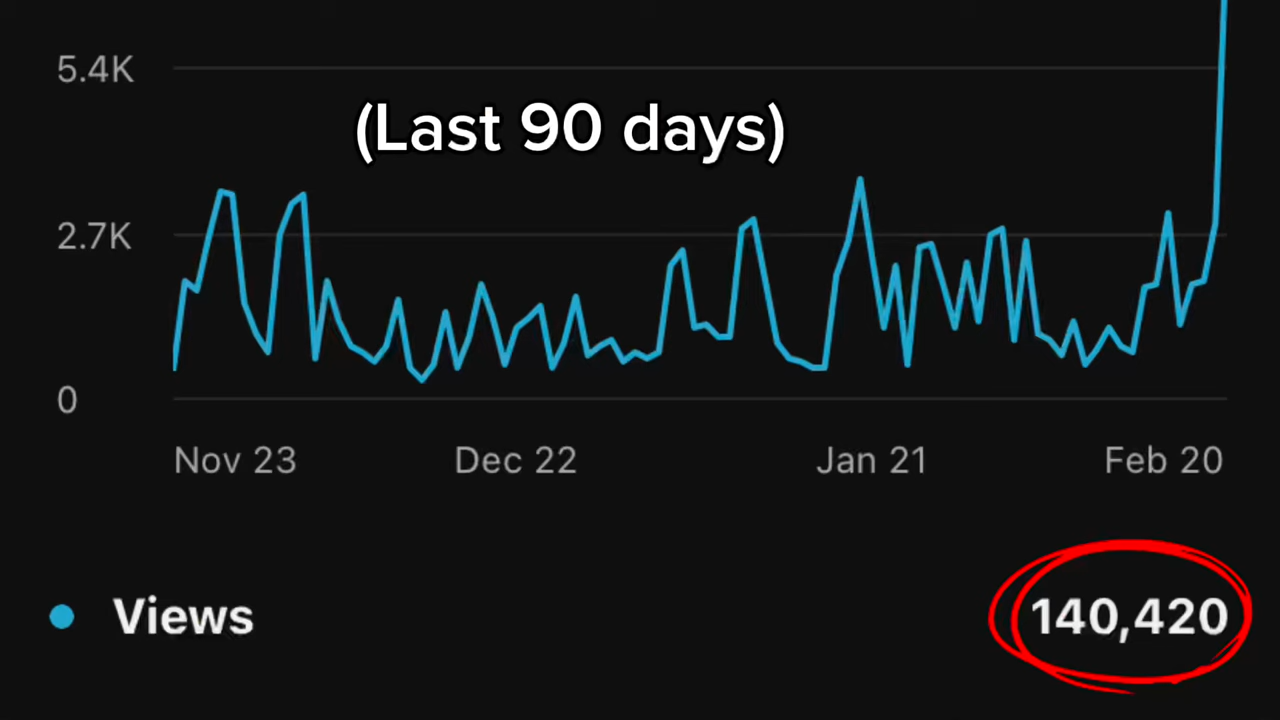 5.4K
(Last 90 days)
2.7K
0
Nov 23 Dec 22 Jan 21 Feb 20
Views 140,420